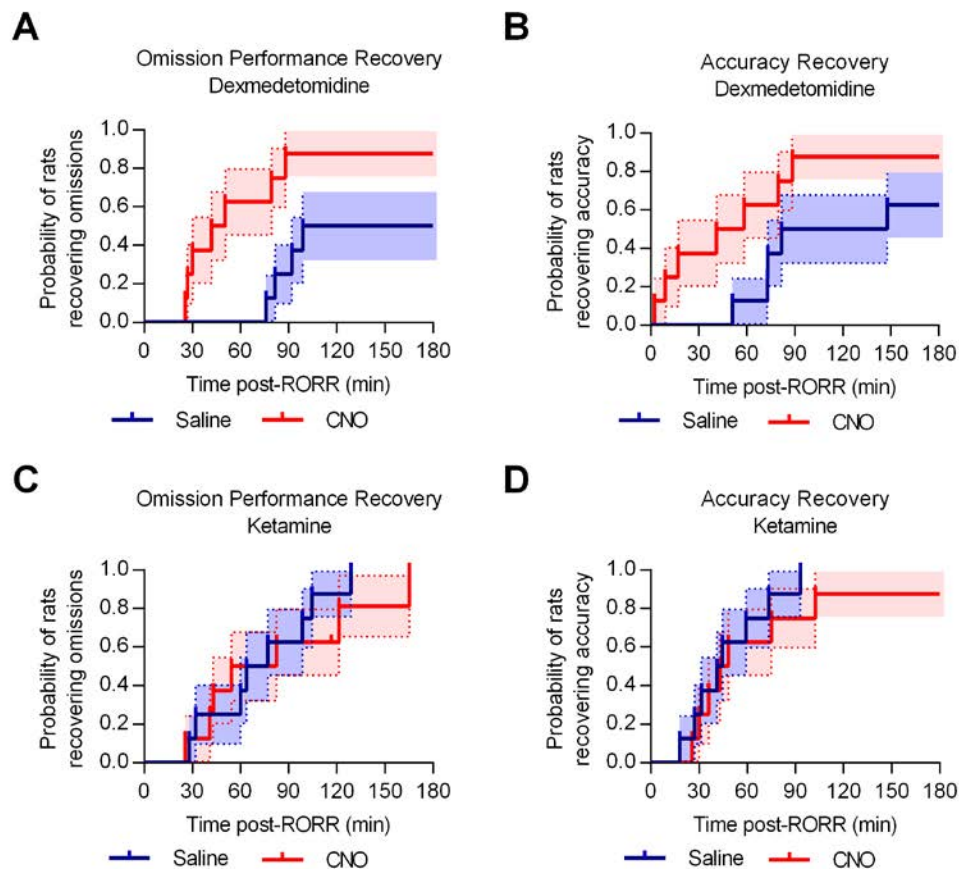 A
Omission Performance Recovery
Dexmedetomidine
Probability of rats
recovering omissions
1.0
0.8
0.6
0.4
0.2
0.0
0 30 60 90 120 150 180
Time post-RORR (min)
Saline CNO
B
Accuracy Recovery
Dexmedetomidine
Probability of rats
recovering accuracy
1.0
0.8
0.6
0.4
0.2
0.0
0 30 60 90 120 150 180
Time post-RORR (min)
Saline CNO
C
Omission Performance Recovery
Ketamine
Probability of rats
recovering omissions
1.0
0.8
0.6
0.4
0.2
0.0
0 30 60 90 120 150 180
Time post-RORR (min)
Saline CNO
D
Accuracy Recovery
Ketamine
Probability of rats
recovering accuracy
1.0
0.8
0.6
0.4
0.2
0.0
0 30 60 90 120 150 180
Time post-RORR (min)
Saline CNO